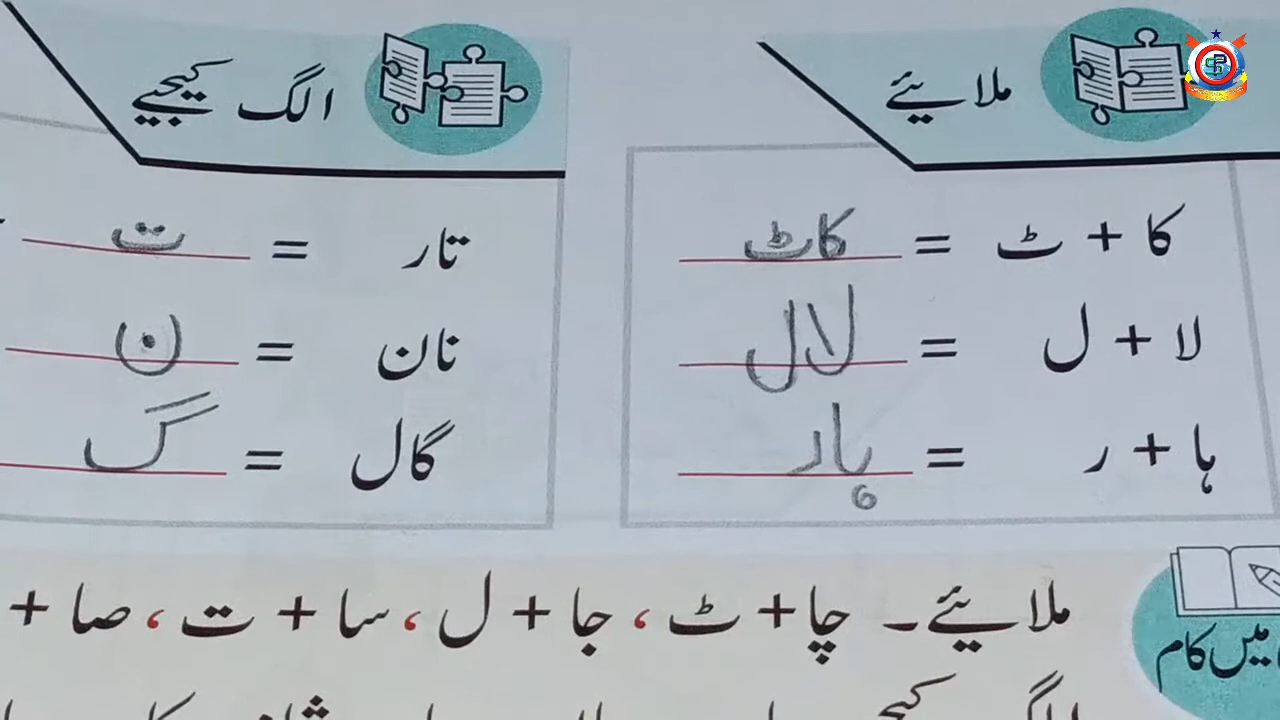 ملائیے
کا + ٹ = کاٹ
لا + ل = لال
ہا + ر = ہار
الگ کیجیے
تار = ت
نان = ن
گال = گ
میں کام
ملائیے۔ چا + ٹ، جا + ل، سا + ت، صا +